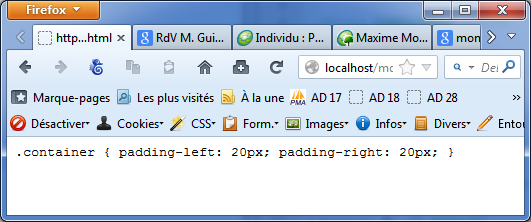 Firefox
http...html RdV M. Gui... Individu : P... Maxime Mo... mon
localhost/mo
Marque-pages Les plus visités À la une PMA AD 17 AD 18 AD 28 »
Désactiver Cookies CSS Form. Images Infos Divers Entou
.container { padding-left: 20px; padding-right: 20px; }